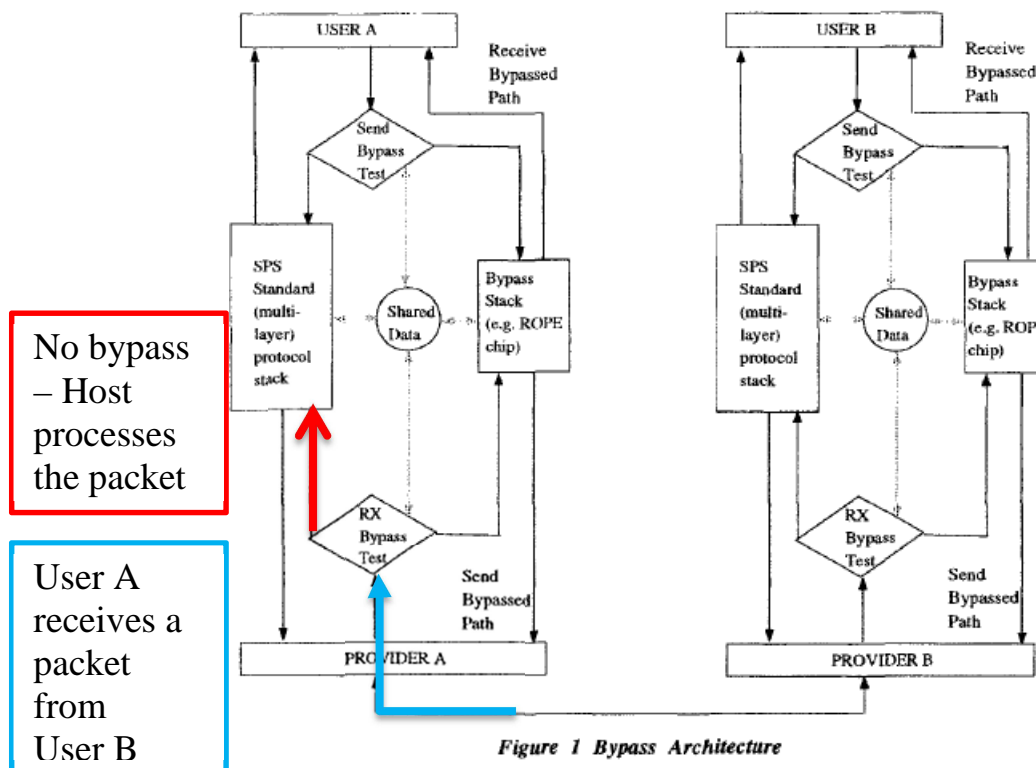 USER A
Receive
Bypassed
Path
Send
Bypass
Test
SPS
Standard
(multi-
layer)
protocol
stack
Shared
Data
Bypass
Stack
(e.g. ROPE
chip)
RX
Bypass
Test
Send
Bypassed
Path
PROVIDER A
No bypass
– Host
processes
the packet
User A
receives a
packet
from
User B
USER B
Receive
Bypassed
Path
Send
Bypass
Test
SPS
Standard
(multi-
layer)
protocol
stack
Shared
Data
Bypass
Stack
(e.g. ROP
chip)
RX
Bypass
Test
Send
Bypassed
Path
PROVIDER B
Figure 1 Bypass Architecture